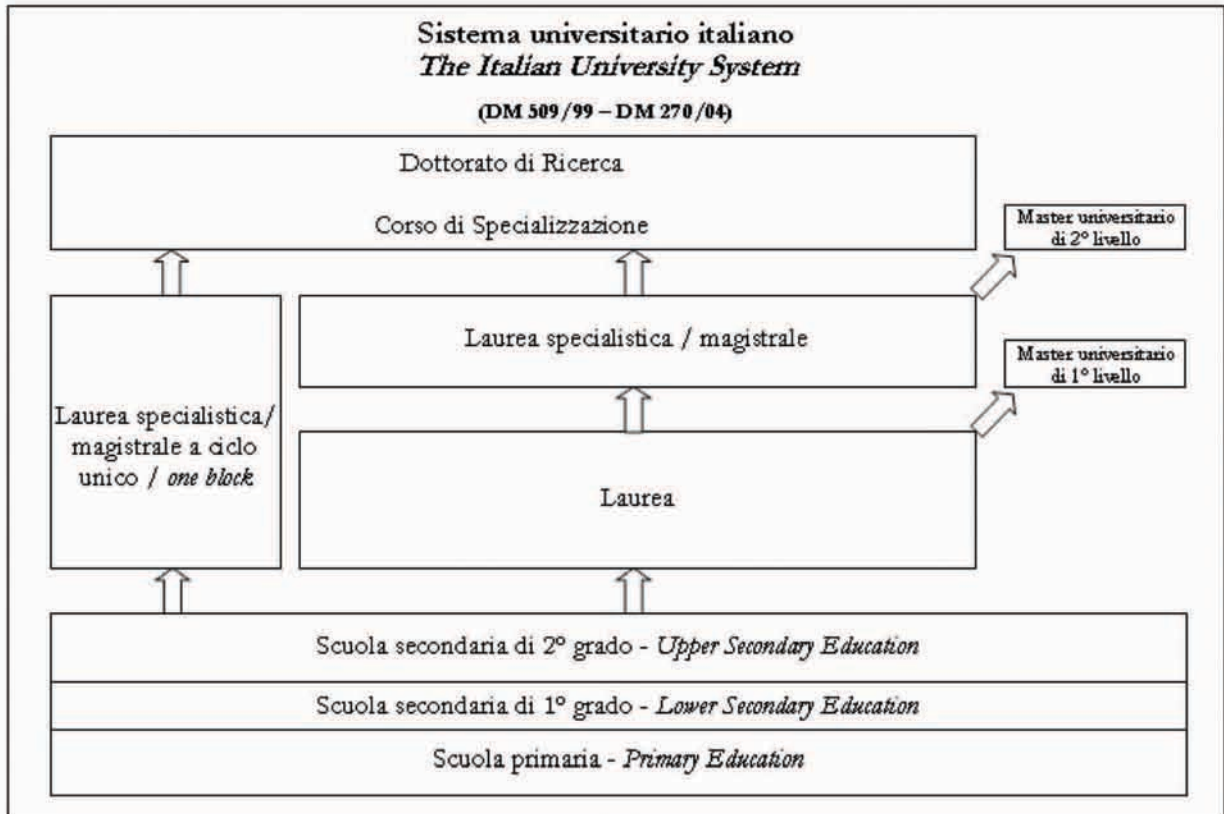 Sistema universitario italiano
The Italian University System
(DM 509/99 – DM 270/04)
Dottorato di Ricerca
Corso di Specializzazione
Master universitario
di 2° livello
Laurea specialistica / magistrale
Master universitario
di 1° livello
Laurea specialistica/
magistrale a ciclo
unico / one block
Laurea
Scuola secondaria di 2° grado - Upper Secondary Education
Scuola secondaria di 1° grado - Lower Secondary Education
Scuola primaria - Primary Education